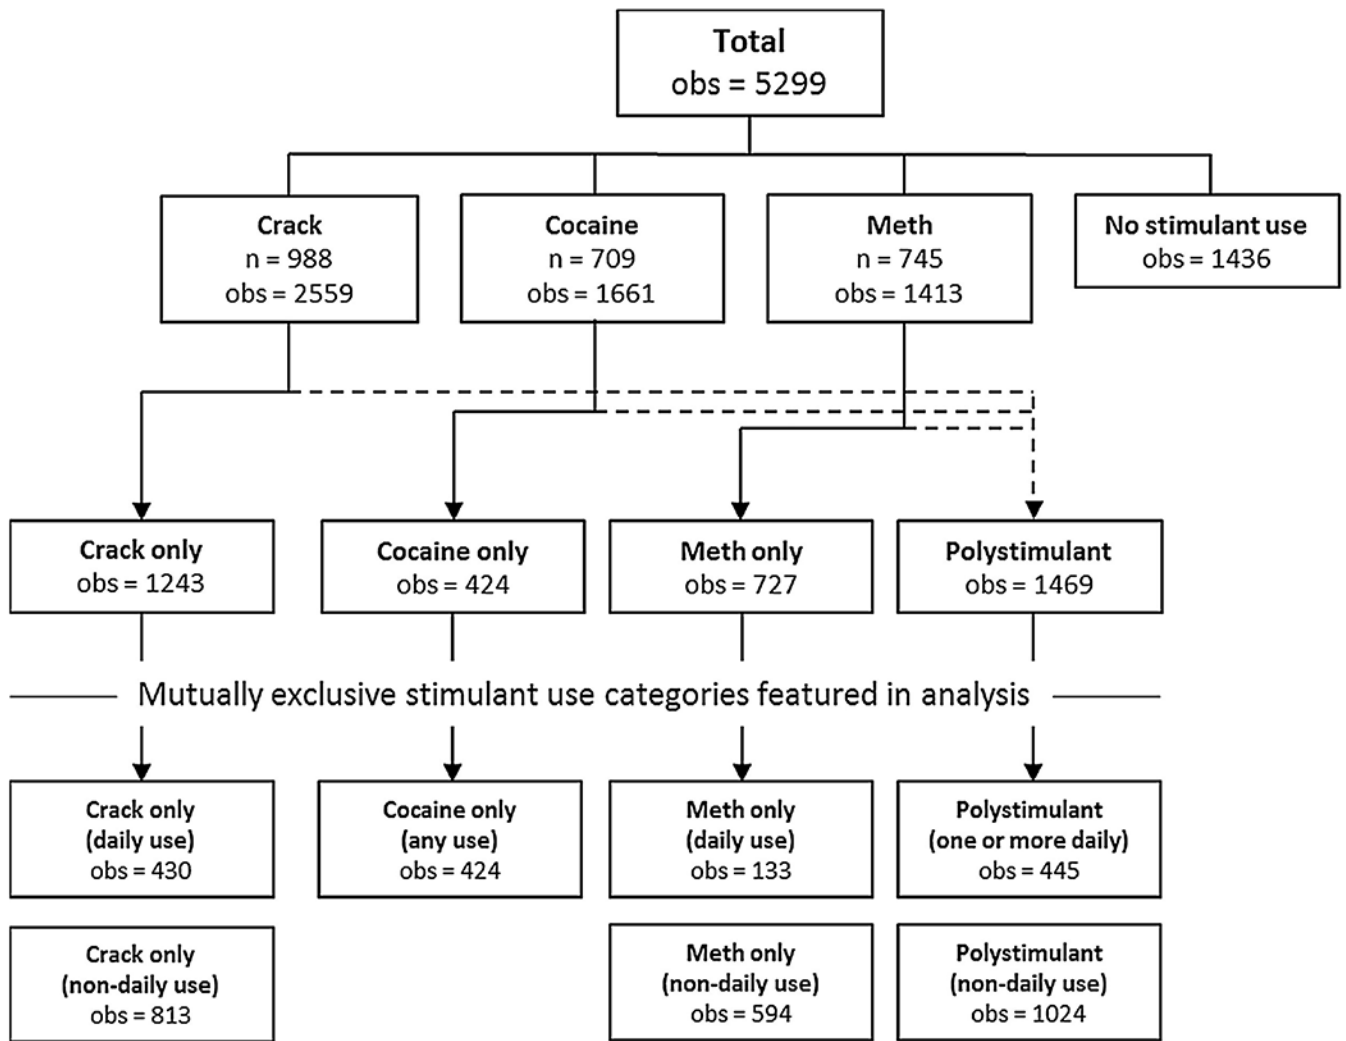 Total
obs = 5299
Crack
n = 988
obs = 2559
Cocaine
n = 709
obs = 1661
Meth
n = 745
obs = 1413
No stimulant use
obs = 1436
Crack only
obs = 1243
Cocaine only
obs = 424
Meth only
obs = 727
Polystimulant
obs = 1469
Mutually exclusive stimulant use categories featured in analysis
Crack only
(daily use)
obs = 430
Cocaine only
(any use)
obs = 424
Meth only
(daily use)
obs = 133
Polystimulant
(one or more daily)
obs = 445
Crack only
(non-daily use)
obs = 813
Meth only
(non-daily use)
obs = 594
Polystimulant
(non-daily use)
obs = 1024